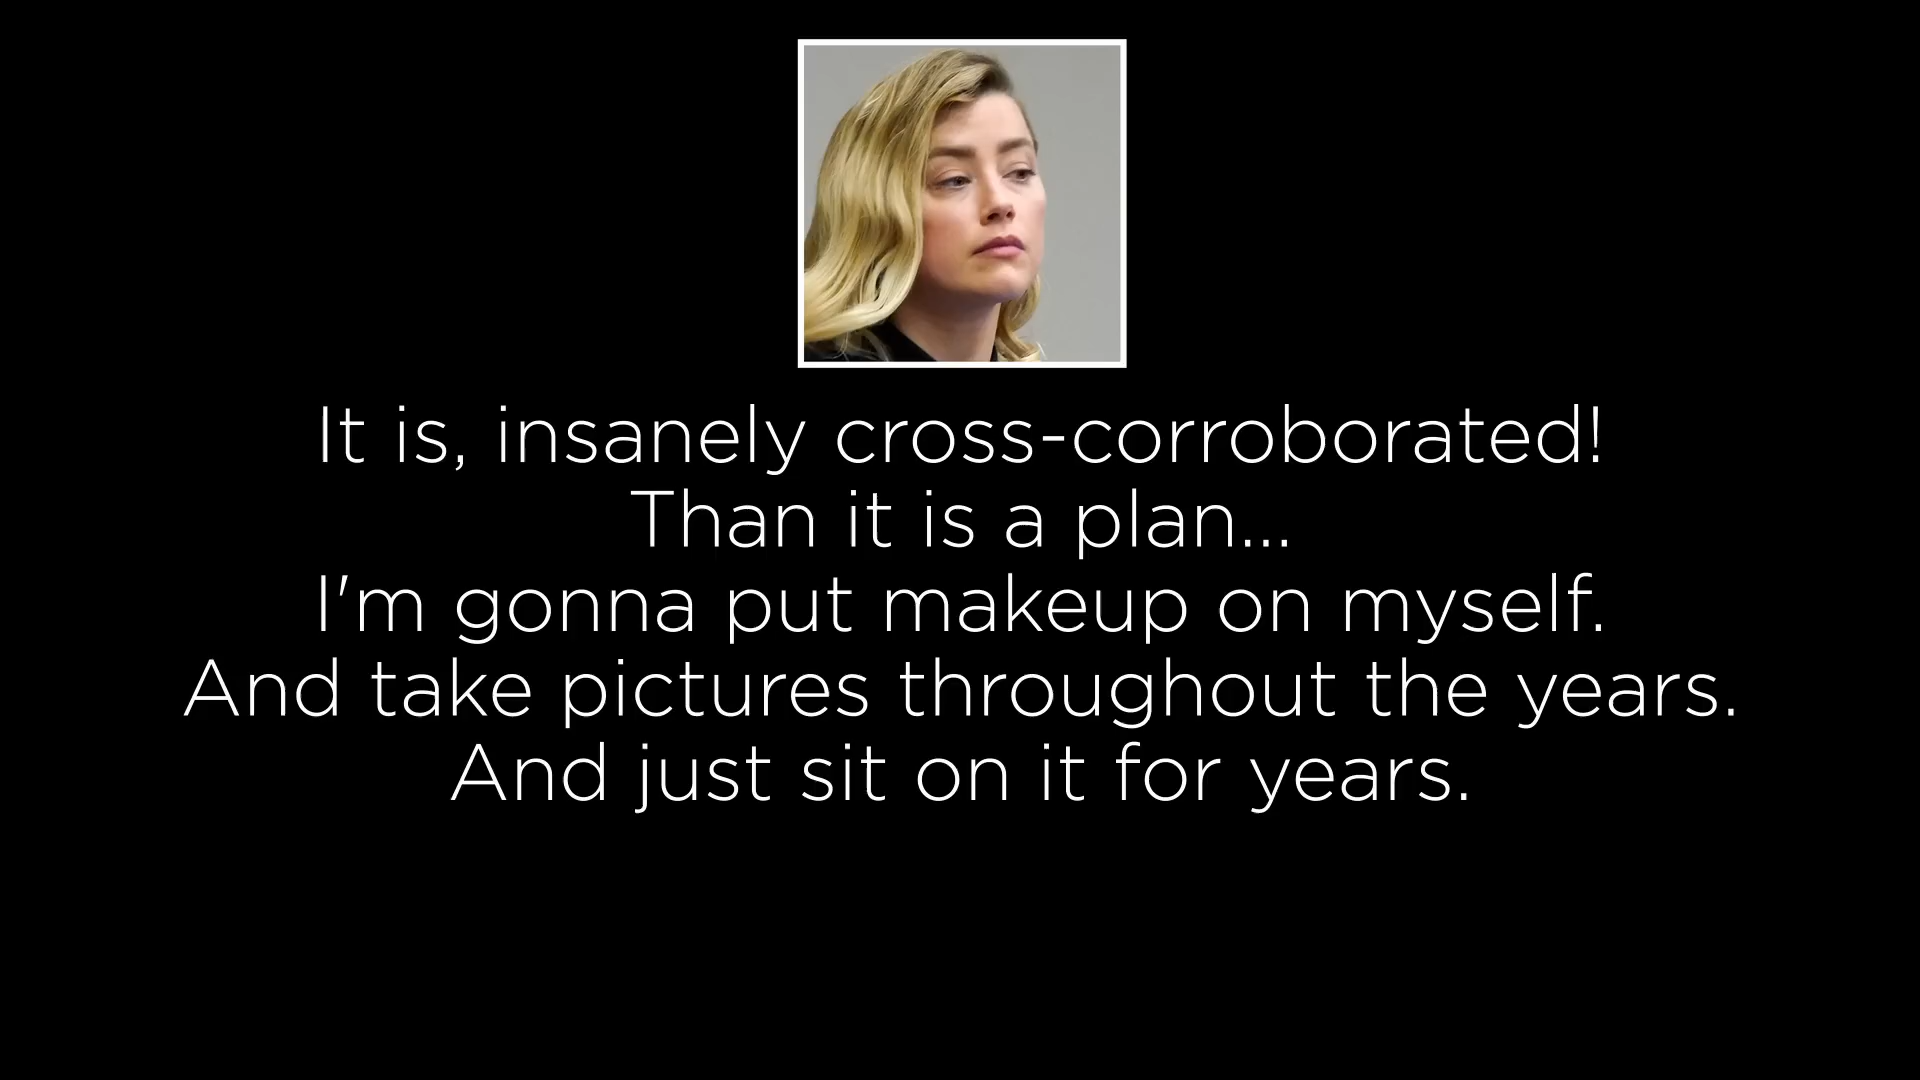 It is, insanely cross-corroborated!
Than it is a plan...
I'm gonna put makeup on myself.
And take pictures throughout the years.
And just sit on it for years.